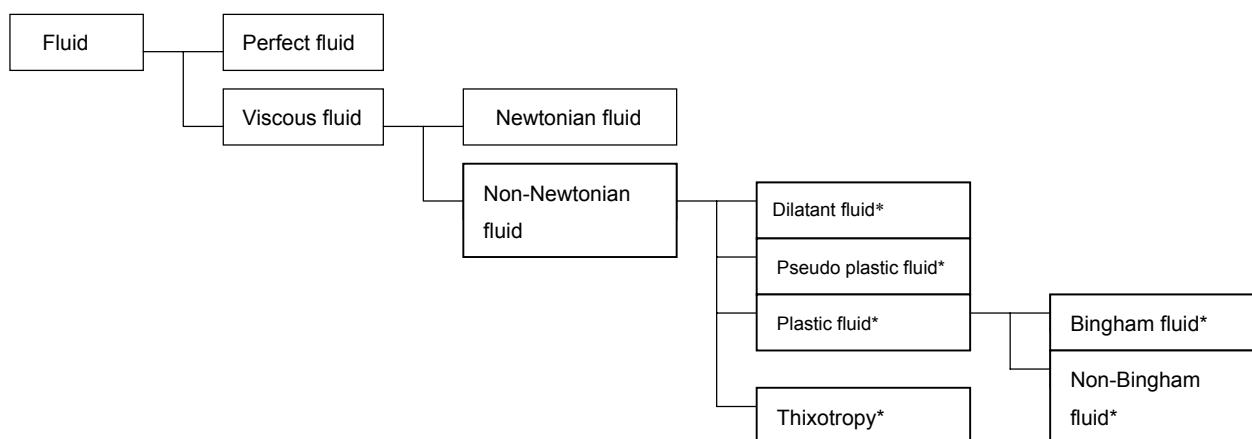 Fluid
Perfect fluid
Viscous fluid
Newtonian fluid
Non-Newtonian
fluid
Dilatant fluid*
Pseudo plastic fluid*
Plastic fluid*
Bingham fluid*
Non-Bingham
fluid*
Thixotropy*